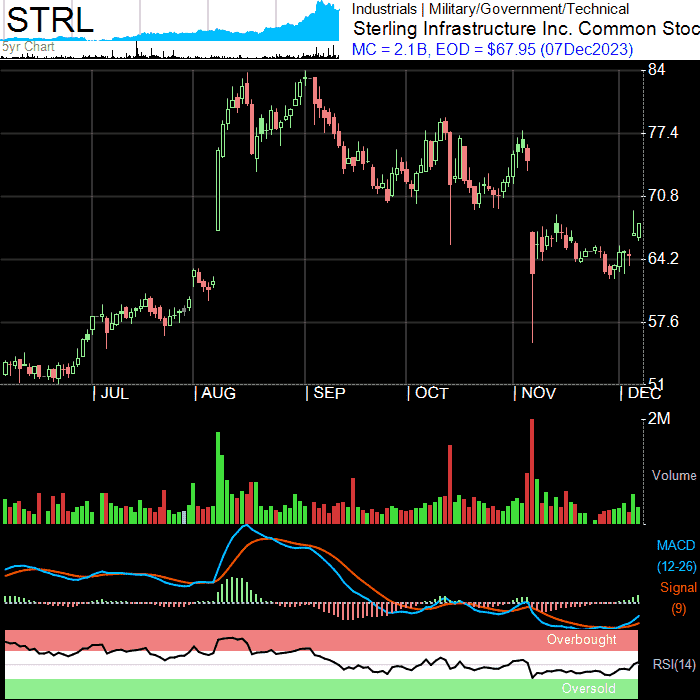 STRL
5yr Chart
Industrials | Military/Government/Technical
Sterling Infrastructure Inc. Common Stoc
MC = 2.1B, EOD = $67.95 (07Dec2023)
84
77.4
70.8
64.2
57.6
51
| JUL | AUG | SEP | OCT | NOV | DEC
2M
Volume
MACD
(12-26)
Signal
(9)
Overbought
RSI(14)
Oversold